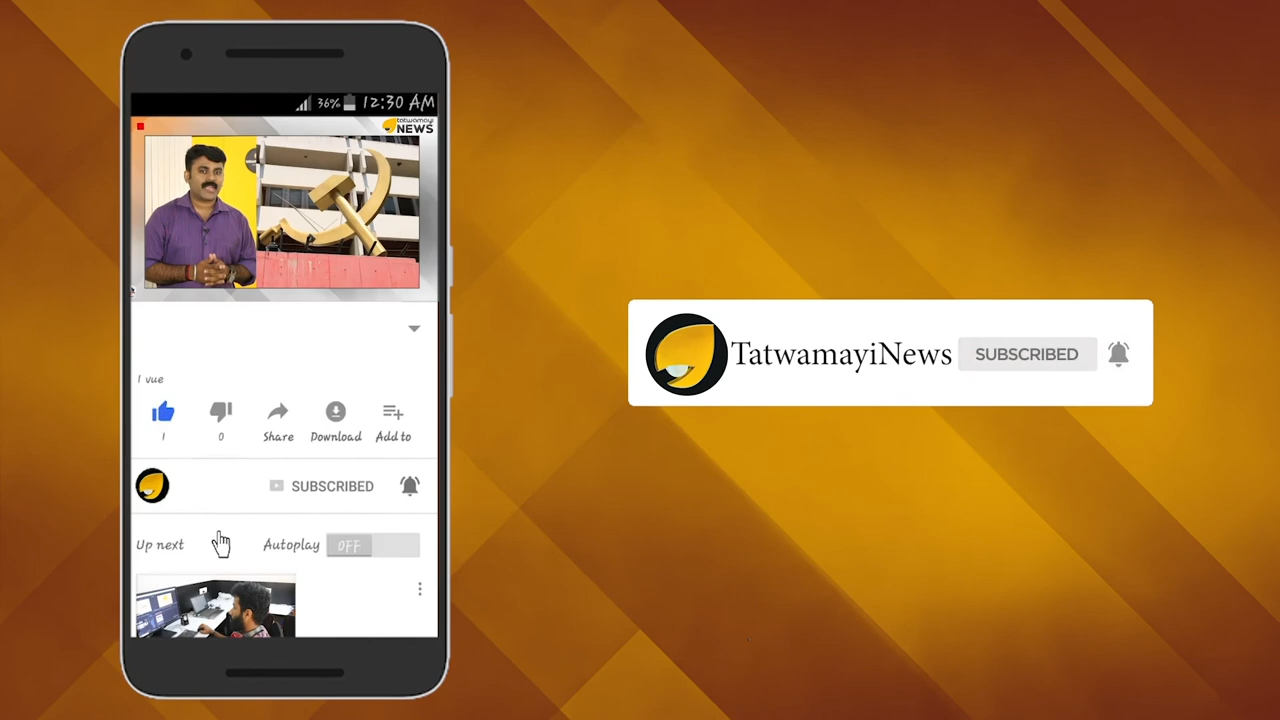 36% 12:30 AM
tatwamayi
NEWS
1 vue
1 0 Share Download Add to
SUBSCRIBED
Up next Autoplay OFF
TatwamayiNews SUBSCRIBED